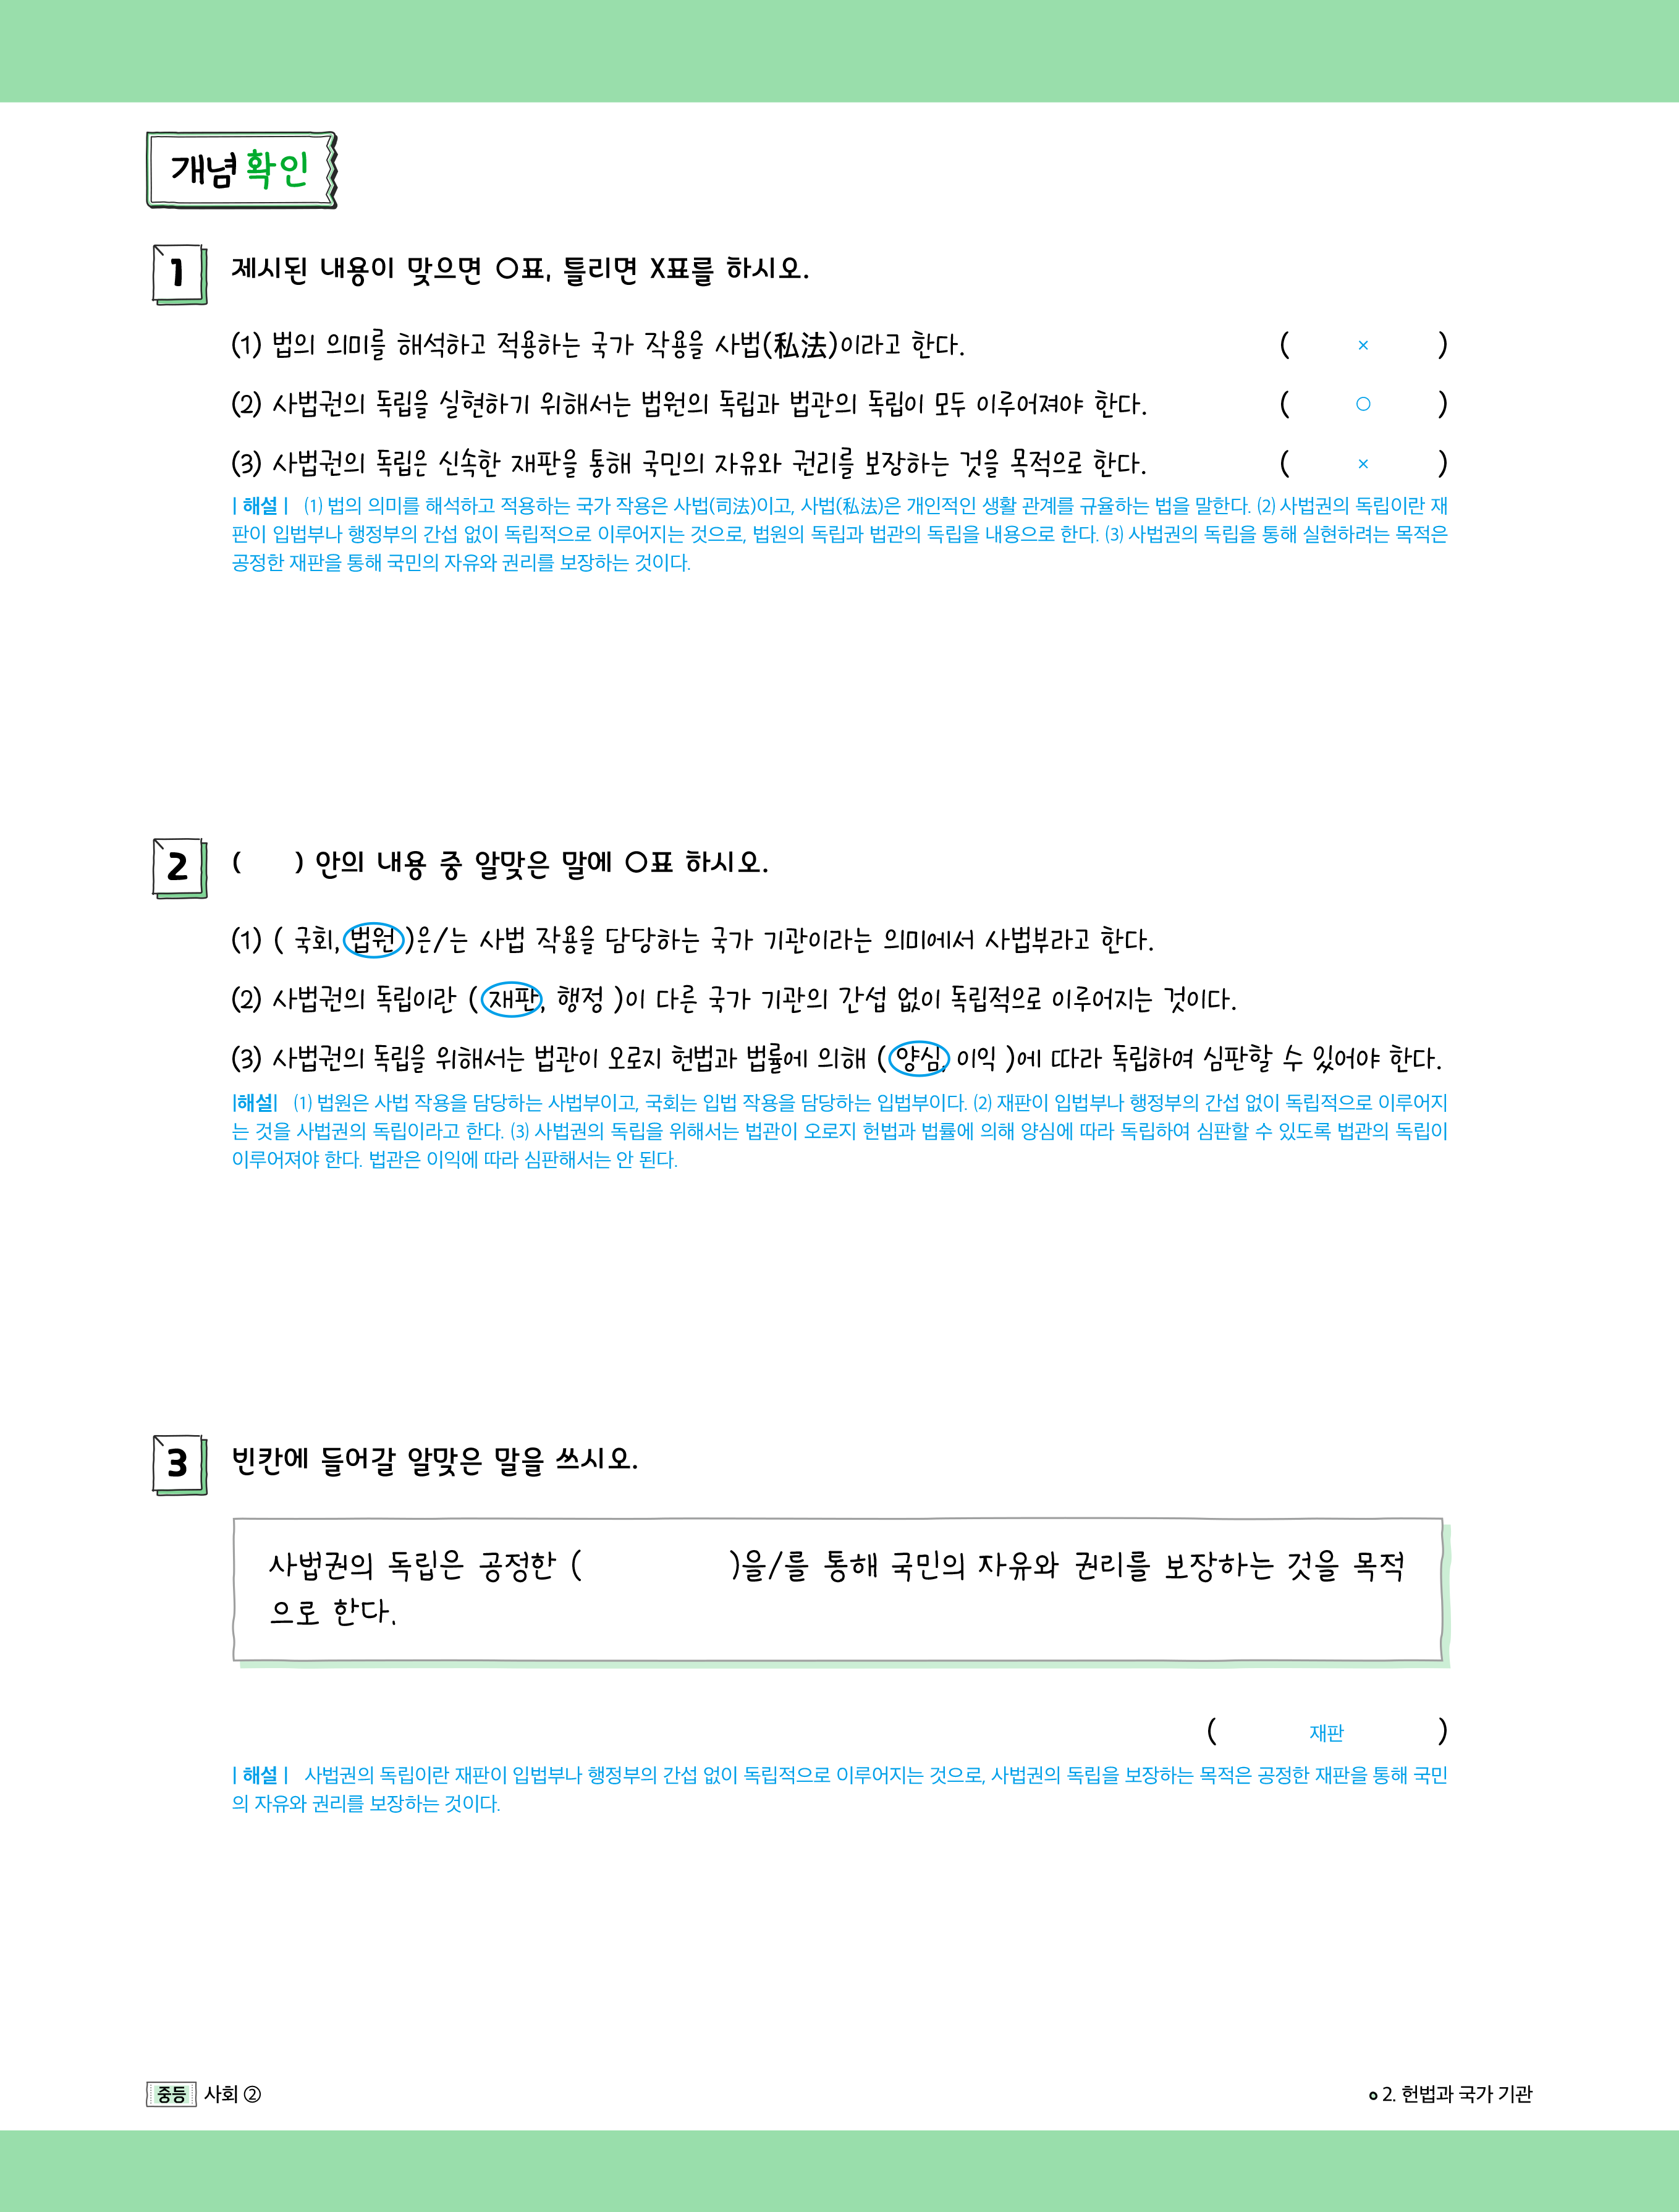 개념 확인
1 제시된 내용이 맞으면 ○표, 틀리면 X표를 하시오.
(1) 법의 의미를 해석하고 적용하는 국가 작용을 사법(私法)이라고 한다. ( × )
(2) 사법권의 독립을 실현하기 위해서는 법원의 독립과 법관의 독립이 모두 이루어져야 한다. ( ○ )
(3) 사법권의 독립은 신속한 재판을 통해 국민의 자유와 권리를 보장하는 것을 목적으로 한다. ( × )
| 해설 | (1) 법의 의미를 해석하고 적용하는 국가 작용은 사법(司法)이고, 사법(私法)은 개인적인 생활 관계를 규율하는 법을 말한다. (2) 사법권의 독립이란 재
판이 입법부나 행정부의 간섭 없이 독립적으로 이루어지는 것으로, 법원의 독립과 법관의 독립을 내용으로 한다. (3) 사법권의 독립을 통해 실현하려는 목적은
공정한 재판을 통해 국민의 자유와 권리를 보장하는 것이다.
2 ( ) 안의 내용 중 알맞은 말에 ○표 하시오.
(1) ( 국회, 법원 )은/는 사법 작용을 담당하는 국가 기관이라는 의미에서 사법부라고 한다.
(2) 사법권의 독립이란 ( 재판, 행정 )이 다른 국가 기관의 간섭 없이 독립적으로 이루어지는 것이다.
(3) 사법권의 독립을 위해서는 법관이 오로지 헌법과 법률에 의해 ( 양심, 이익 )에 따라 독립하여 심판할 수 있어야 한다.
|해설| (1) 법원은 사법 작용을 담당하는 사법부이고, 국회는 입법 작용을 담당하는 입법부이다. (2) 재판이 입법부나 행정부의 간섭 없이 독립적으로 이루어지
는 것을 사법권의 독립이라고 한다. (3) 사법권의 독립을 위해서는 법관이 오로지 헌법과 법률에 의해 양심에 따라 독립하여 심판할 수 있도록 법관의 독립이
이루어져야 한다. 법관은 이익에 따라 심판해서는 안 된다.
3 빈칸에 들어갈 알맞은 말을 쓰시오.
사법권의 독립은 공정한 ( )을/를 통해 국민의 자유와 권리를 보장하는 것을 목적
으로 한다.
( 재판 )
| 해설 | 사법권의 독립이란 재판이 입법부나 행정부의 간섭 없이 독립적으로 이루어지는 것으로, 사법권의 독립을 보장하는 목적은 공정한 재판을 통해 국민
의 자유와 권리를 보장하는 것이다.
중등 사회 ②
2. 헌법과 국가 기관